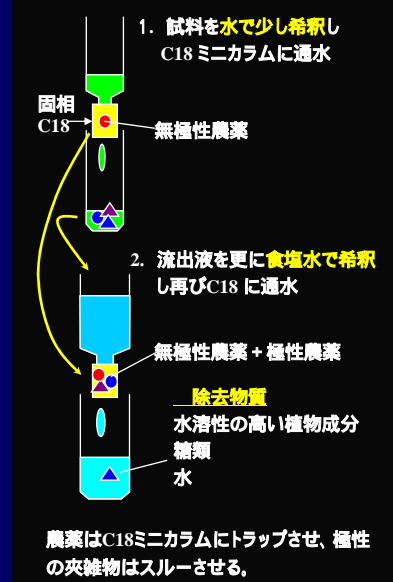 1. 試料を水で少し希釈し
C18 ミニカラムに通水
固相
C18
無極性農薬
2. 流出液を更に食塩水で希釈
し再びC18 に通水
無極性農薬 + 極性農薬
除去物質
水溶性の高い植物成分
糖類
水
農薬はC18ミニカラムにトラップさせ、極性
の夾雑物はスルーさせる。